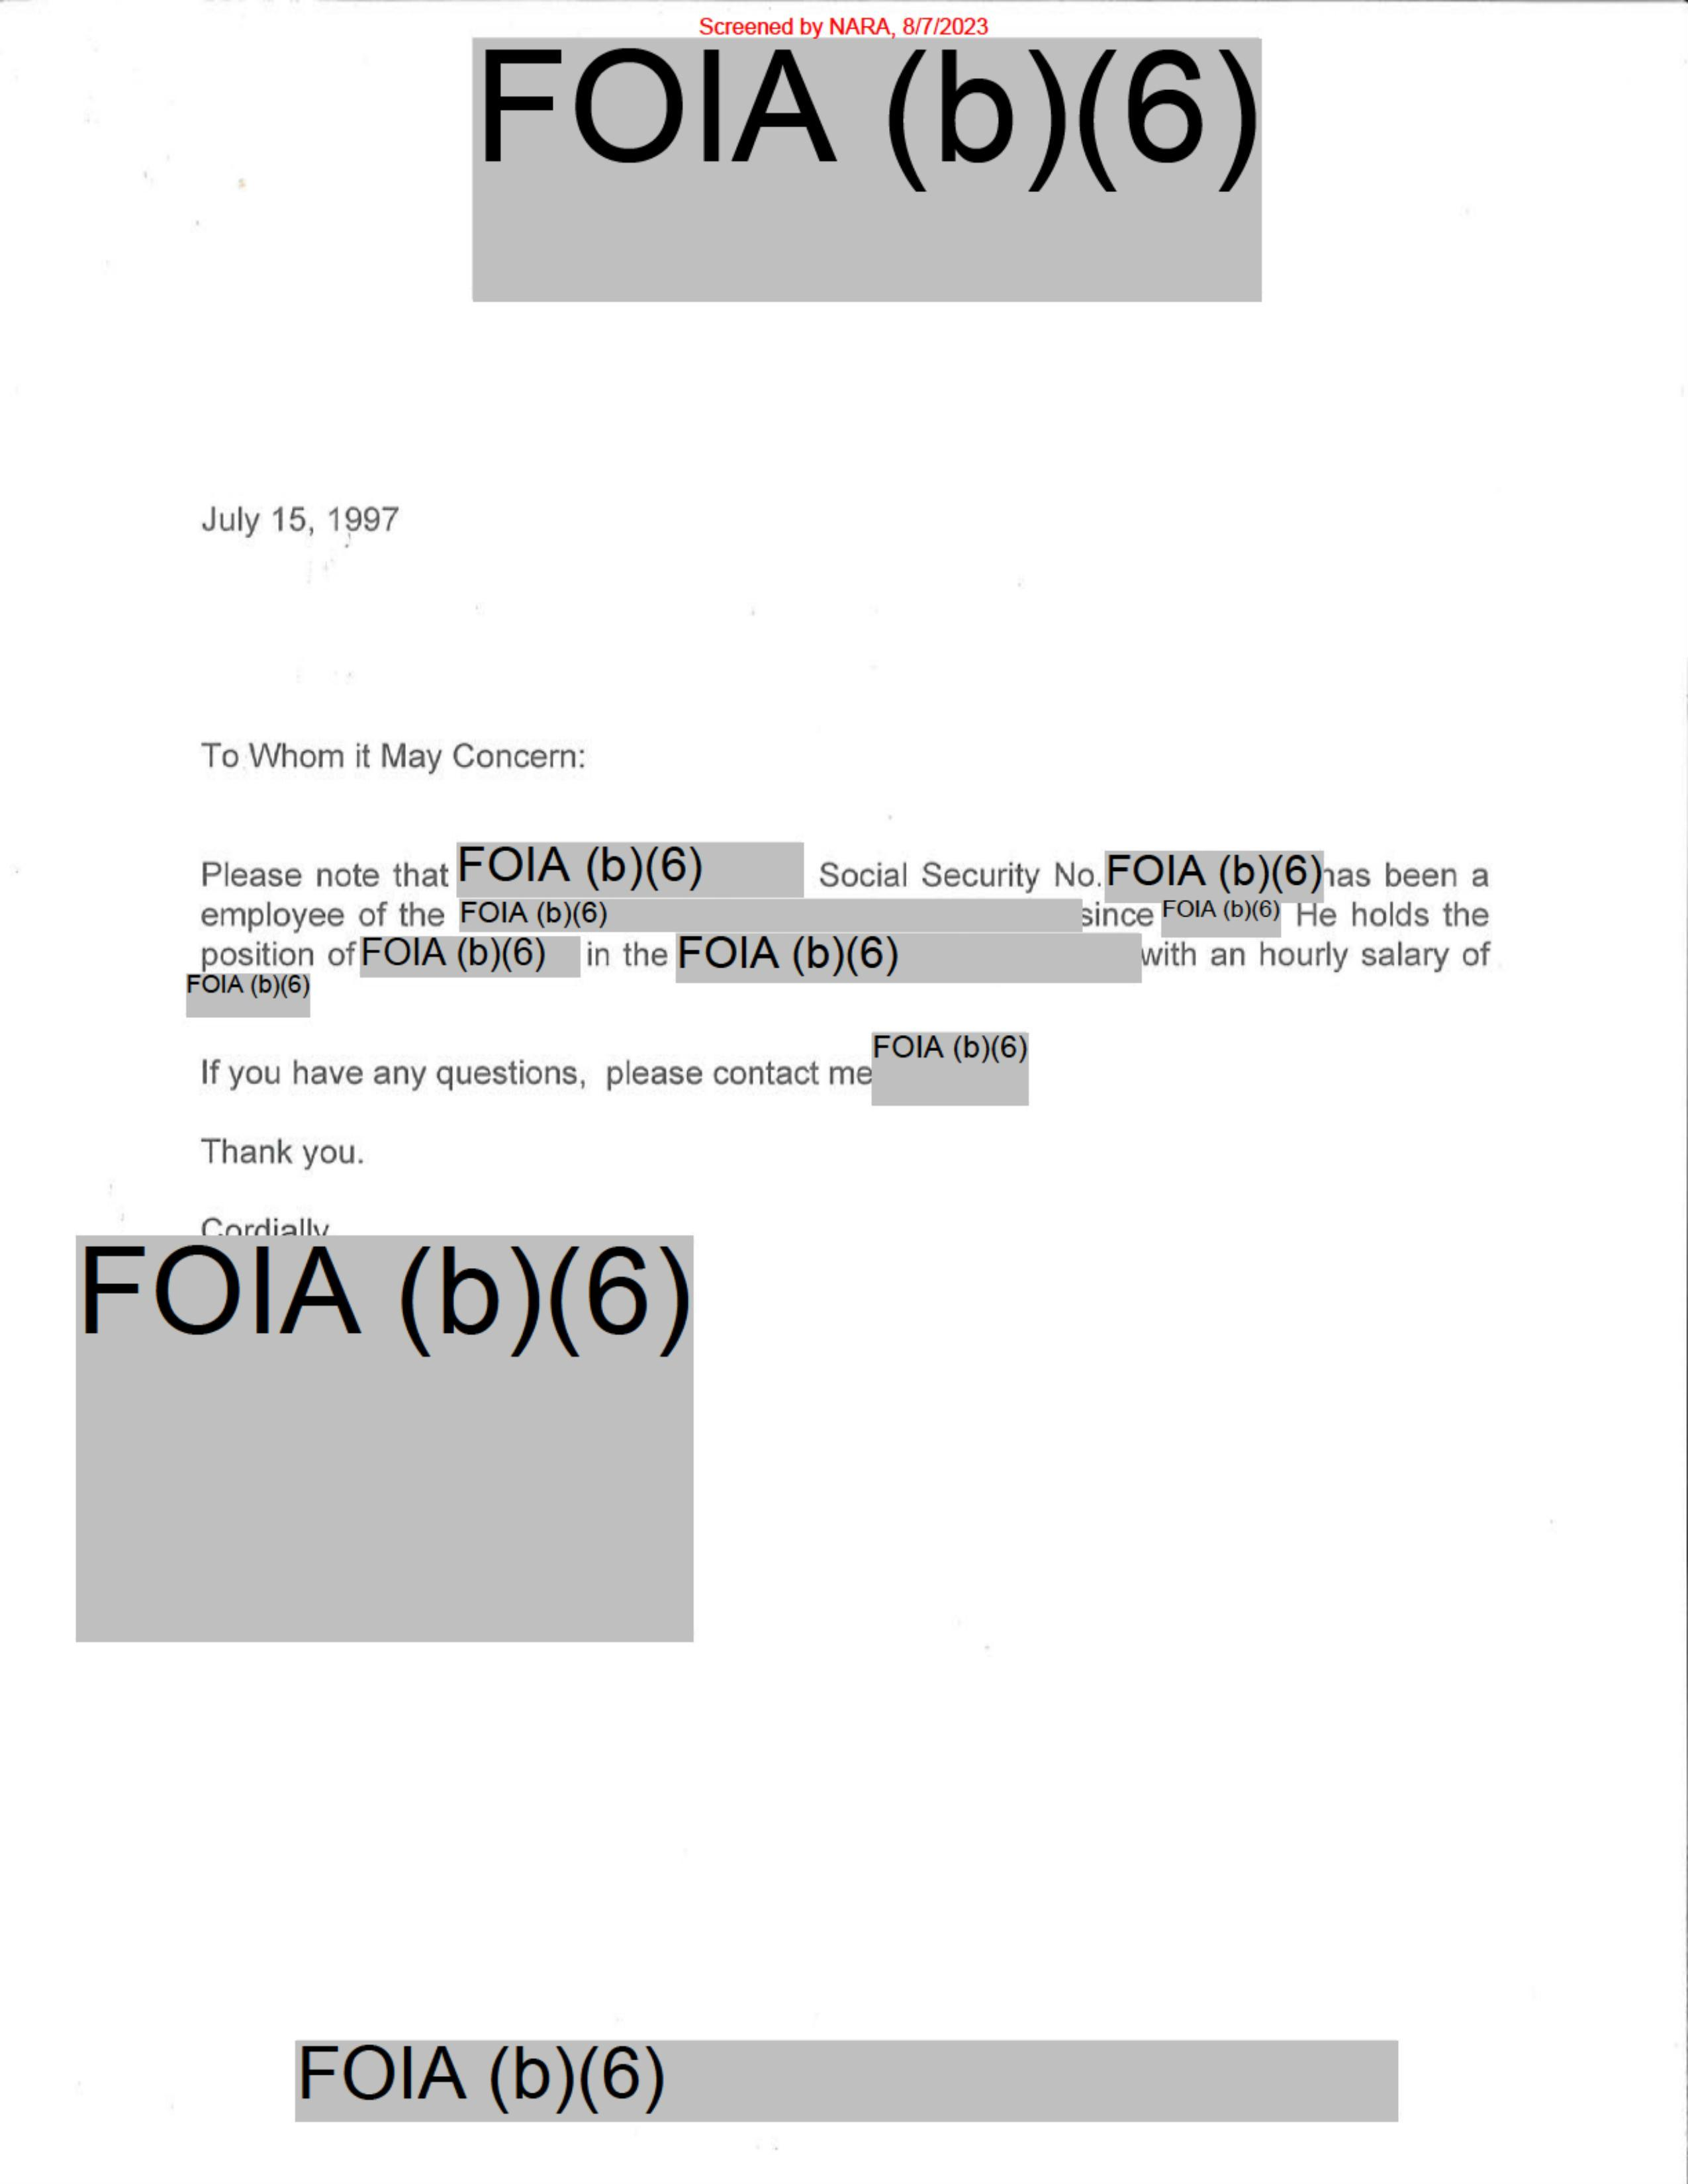 Screened by NARA, 8/7/2023
FOIA (b)(6)
July 15, 1997
To Whom it May Concern:
Please note that FOIA (b)(6) Social Security No. FOIA (b)(6) has been a
employee of the FOIA (b)(6) since FOIA (b)(6) He holds the
position of FOIA (b)(6) in the FOIA (b)(6) with an hourly salary of
FOIA (b)(6)
If you have any questions, please contact me FOIA (b)(6)
Thank you.
Cordially
FOIA (b)(6)
FOIA (b)(6)